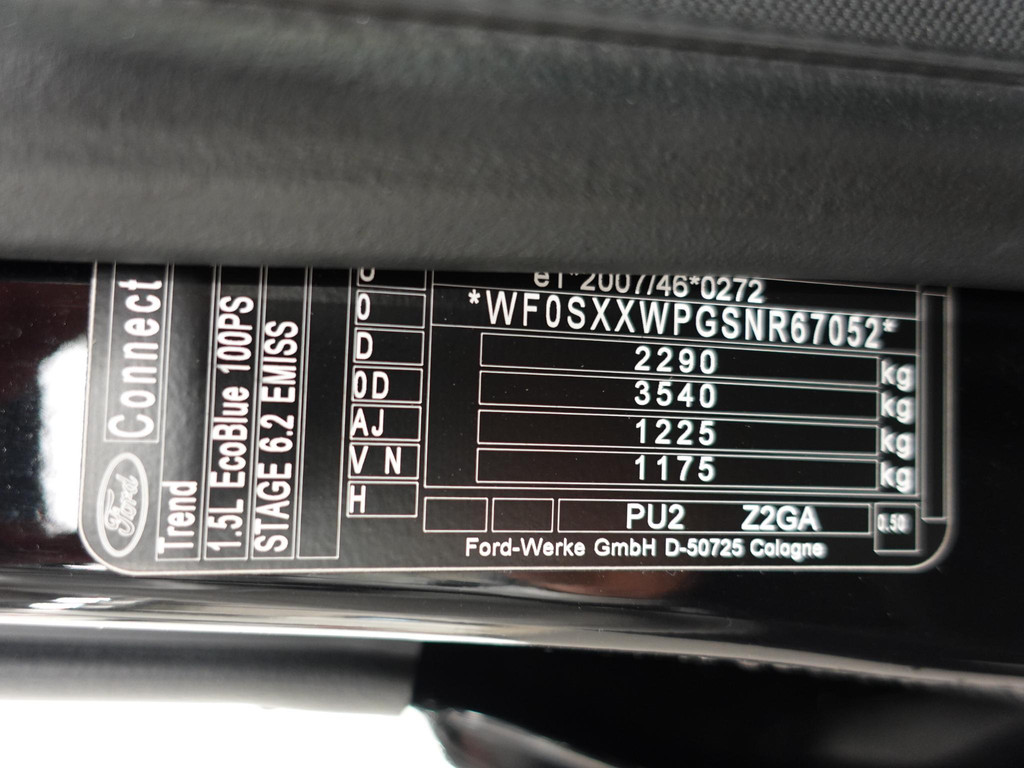 Connect
Ford
Trend
1.5L EcoBlue 100PS
STAGE 6.2 EMISS
0
D
0D
AJ
V N
H
e1*2007/46*0272
*WF0SXXWPGSNR67052*
2290 kg
3540 kg
1225 kg
1175 kg
PU2 Z2GA
0.50
Ford-Werke GmbH D-50725 Cologne